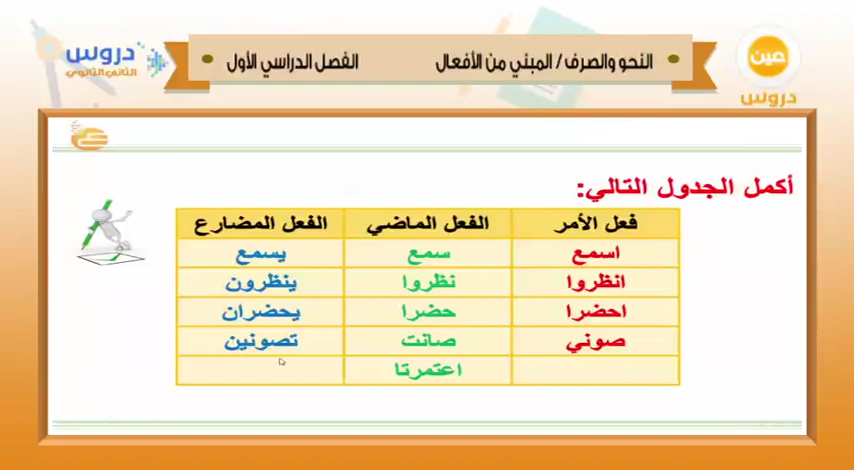 عين
دروس
النحو والصرف / المبني من الأفعال
الفصل الدراسي الأول
دروس
الثاني الثانوي
أكمل الجدول التالي:
فعل الأمر الفعل الماضي الفعل المضارع
اسمع سمع يسمع
انظروا نظروا ينظرون
احضرا حضرا يحضران
صوني صانت تصونين
اعتمرتا